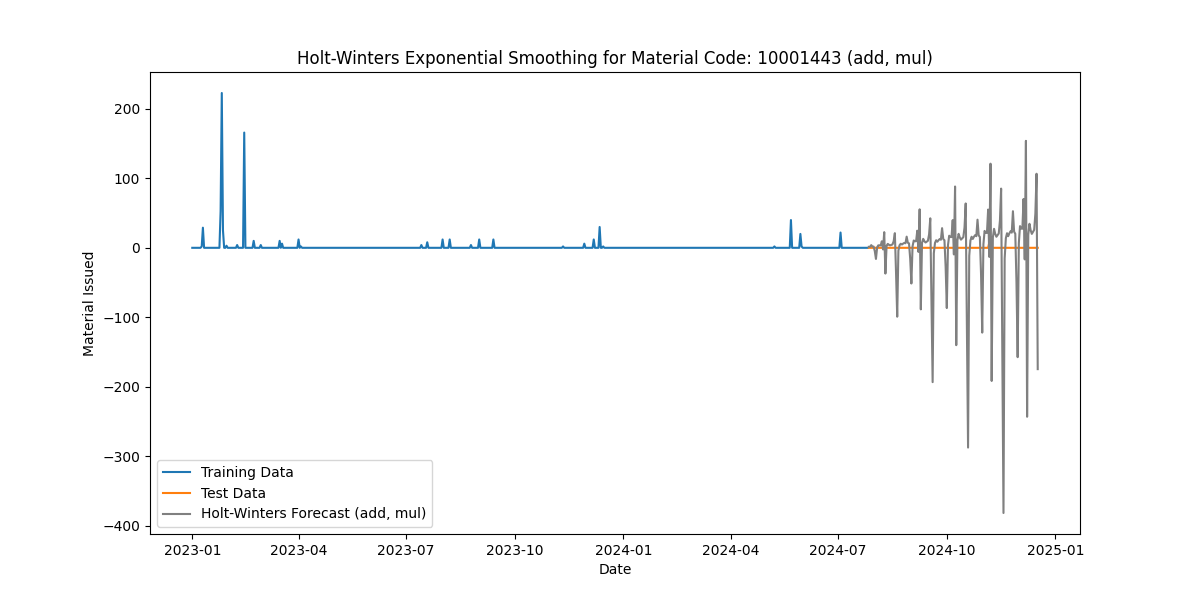 Holt-Winters Exponential Smoothing for Material Code: 10001443 (add, mul)
Material Issued
200
100
0
−100
−200
−300
−400
Training Data
Test Data
Holt-Winters Forecast (add, mul)
2023-01 2023-04 2023-07 2023-10 2024-01 2024-04 2024-07 2024-10 2025-01
Date